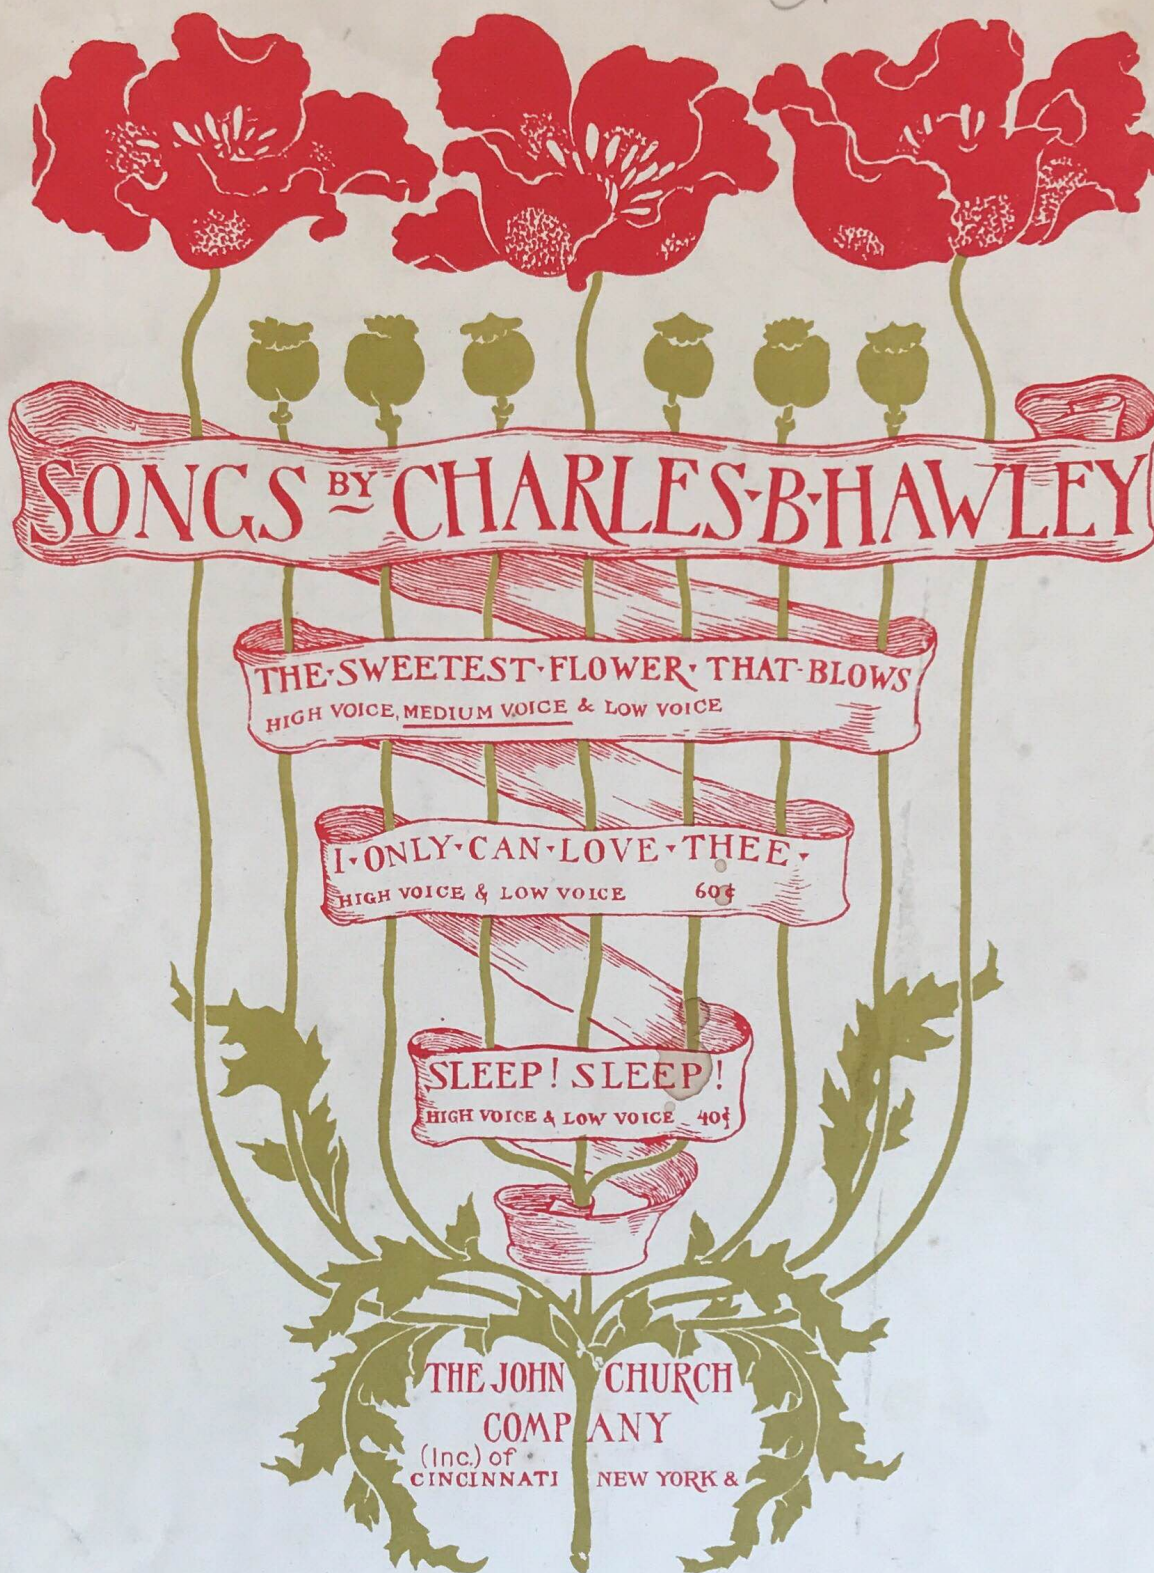 SONGS BY CHARLES·B·HAWLEY
THE·SWEETEST·FLOWER·THAT·BLOWS
HIGH VOICE, MEDIUM VOICE & LOW VOICE
I·ONLY·CAN·LOVE·THEE·
HIGH VOICE & LOW VOICE 60¢
SLEEP! SLEEP!
HIGH VOICE & LOW VOICE 40¢
THE JOHN CHURCH
COMPANY
(Inc.) of
CINCINNATI NEW YORK &